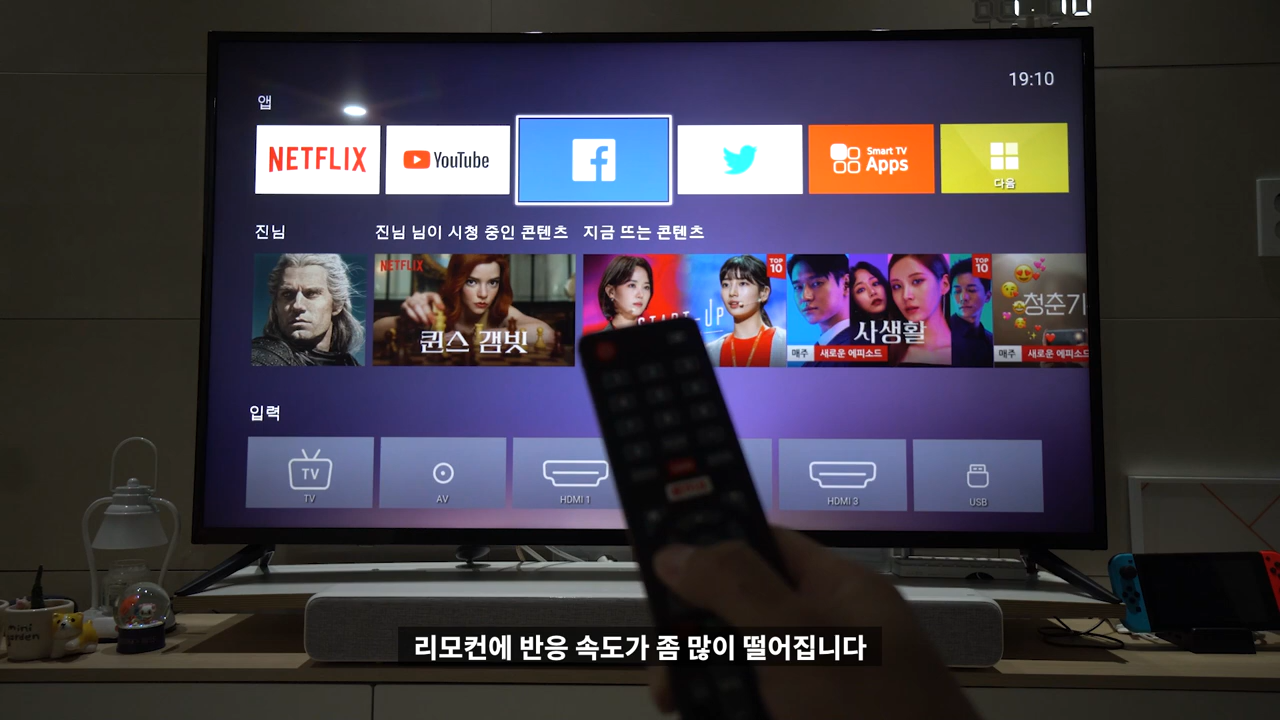 19:10
앱
NETFLIX
YouTube
Smart TV
Apps
다음
진님
진님 님이 시청 중인 콘텐츠
지금 뜨는 콘텐츠
NETFLIX
퀸스 갬빗
TOP
10
START-UP
TOP
10
사생활
매주 새로운 에피소드
청춘기
매주 새로운 에피소드
입력
TV
TV
AV
HDMI 1
HDMI 3
USB
mini
리모컨에 반응 속도가 좀 많이 떨어집니다